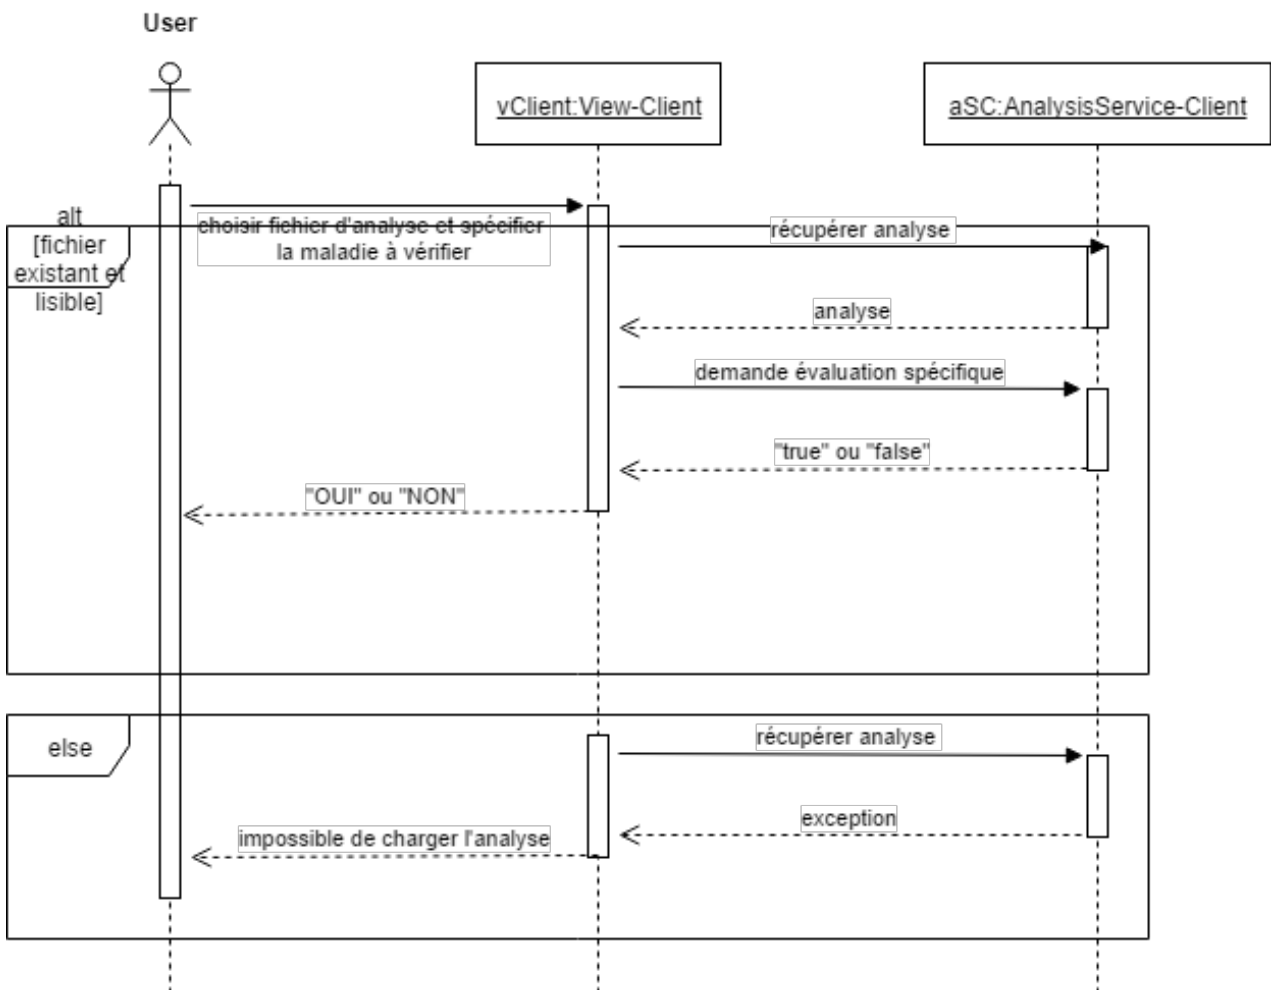 User
vClient:View-Client
aSC:AnalysisService-Client
alt
[fichier
existant et
lisible]
choisir fichier d'analyse et spécifier
la maladie à vérifier
récupérer analyse
analyse
demande évaluation spécifique
"true" ou "false"
"OUI" ou "NON"
else
récupérer analyse
exception
impossible de charger l'analyse